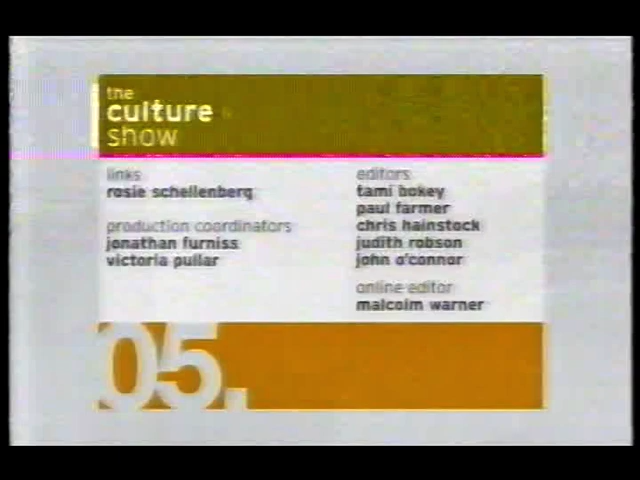 the
culture
show
links
rosie schellenberg
production coordinators
jonathan furniss
victoria pullar
editors
tami bokey
paul farmer
chris hainstock
judith robson
john o'connor
online editor
malcolm warner
05.